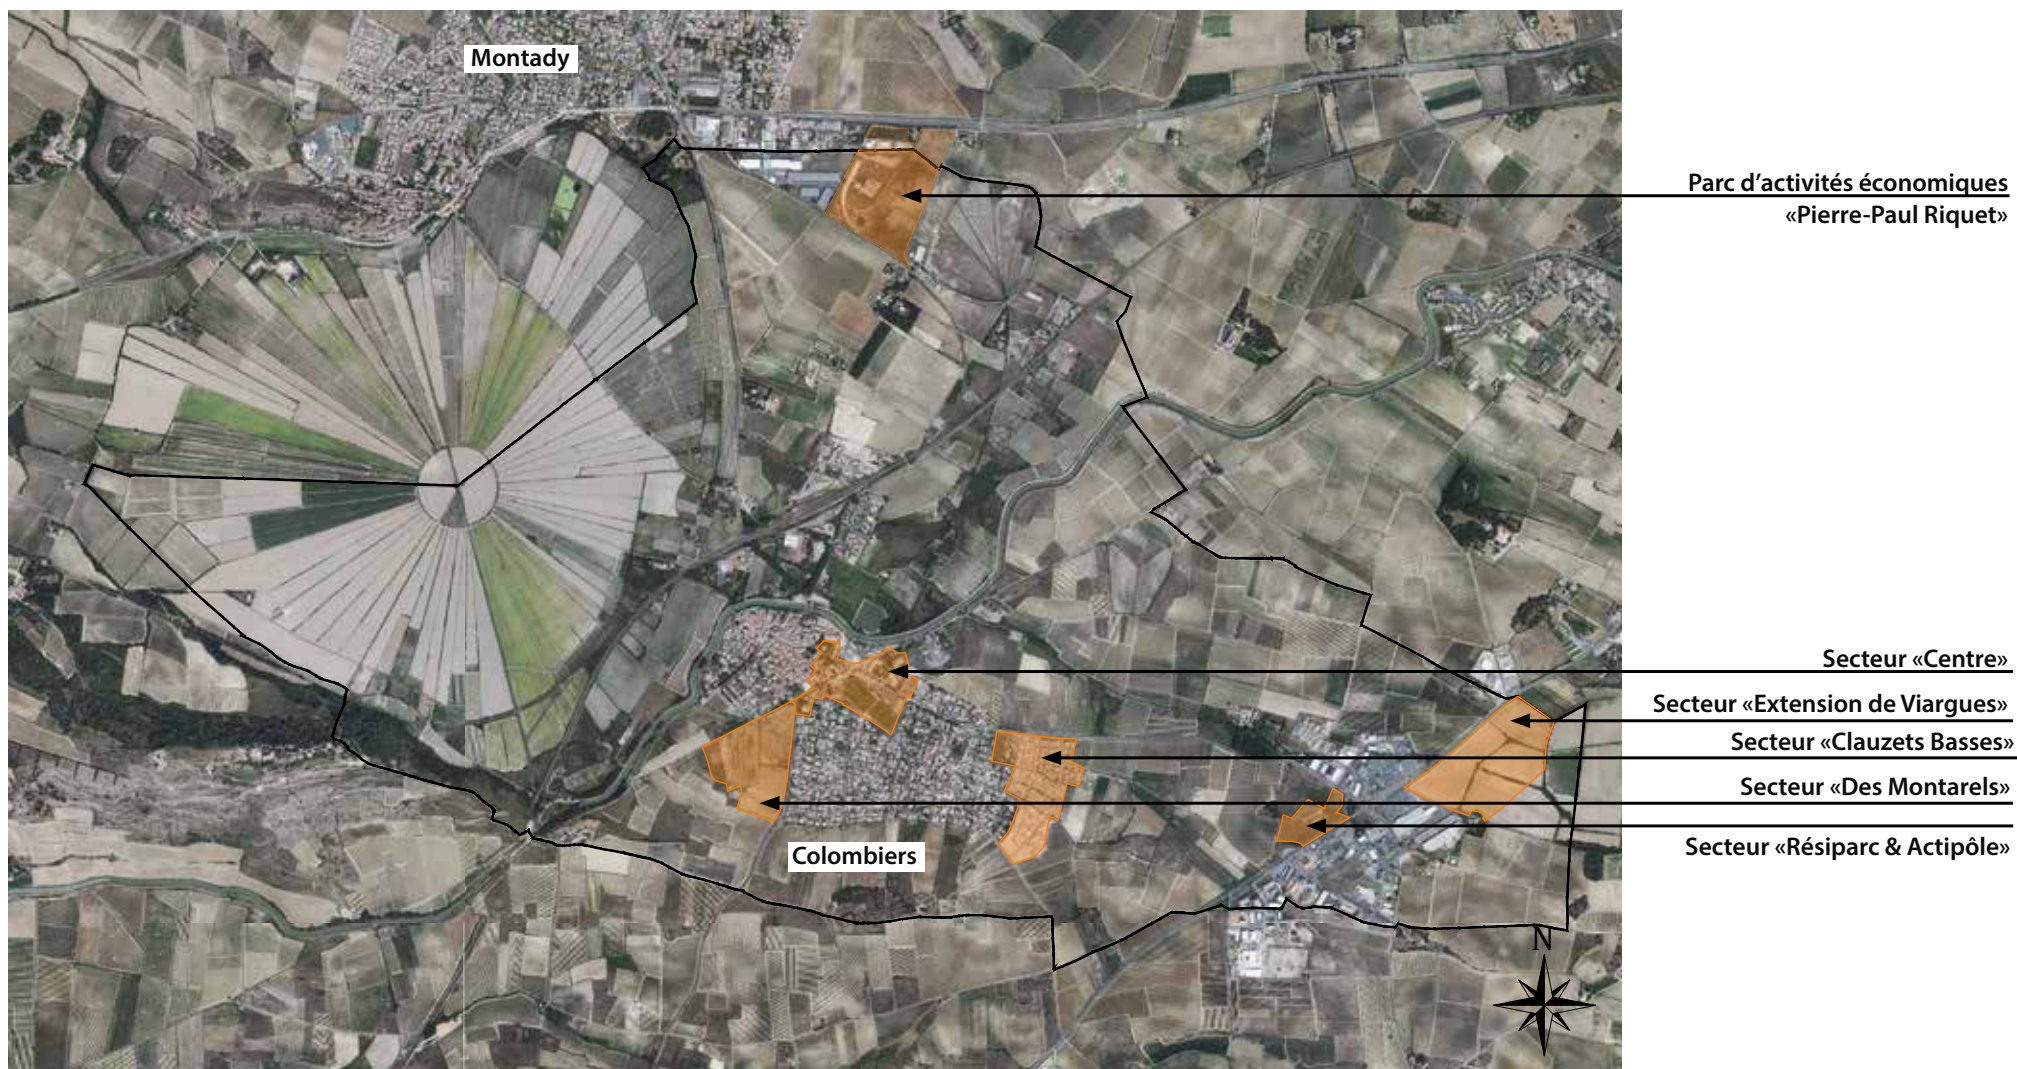 Montady
Parc d'activités économiques
«Pierre-Paul Riquet»
Secteur «Centre»
Secteur «Extension de Viargues»
Secteur «Clauzets Basses»
Secteur «Des Montarels»
Secteur «Résiparc & Actipôle»
Colombiers
N